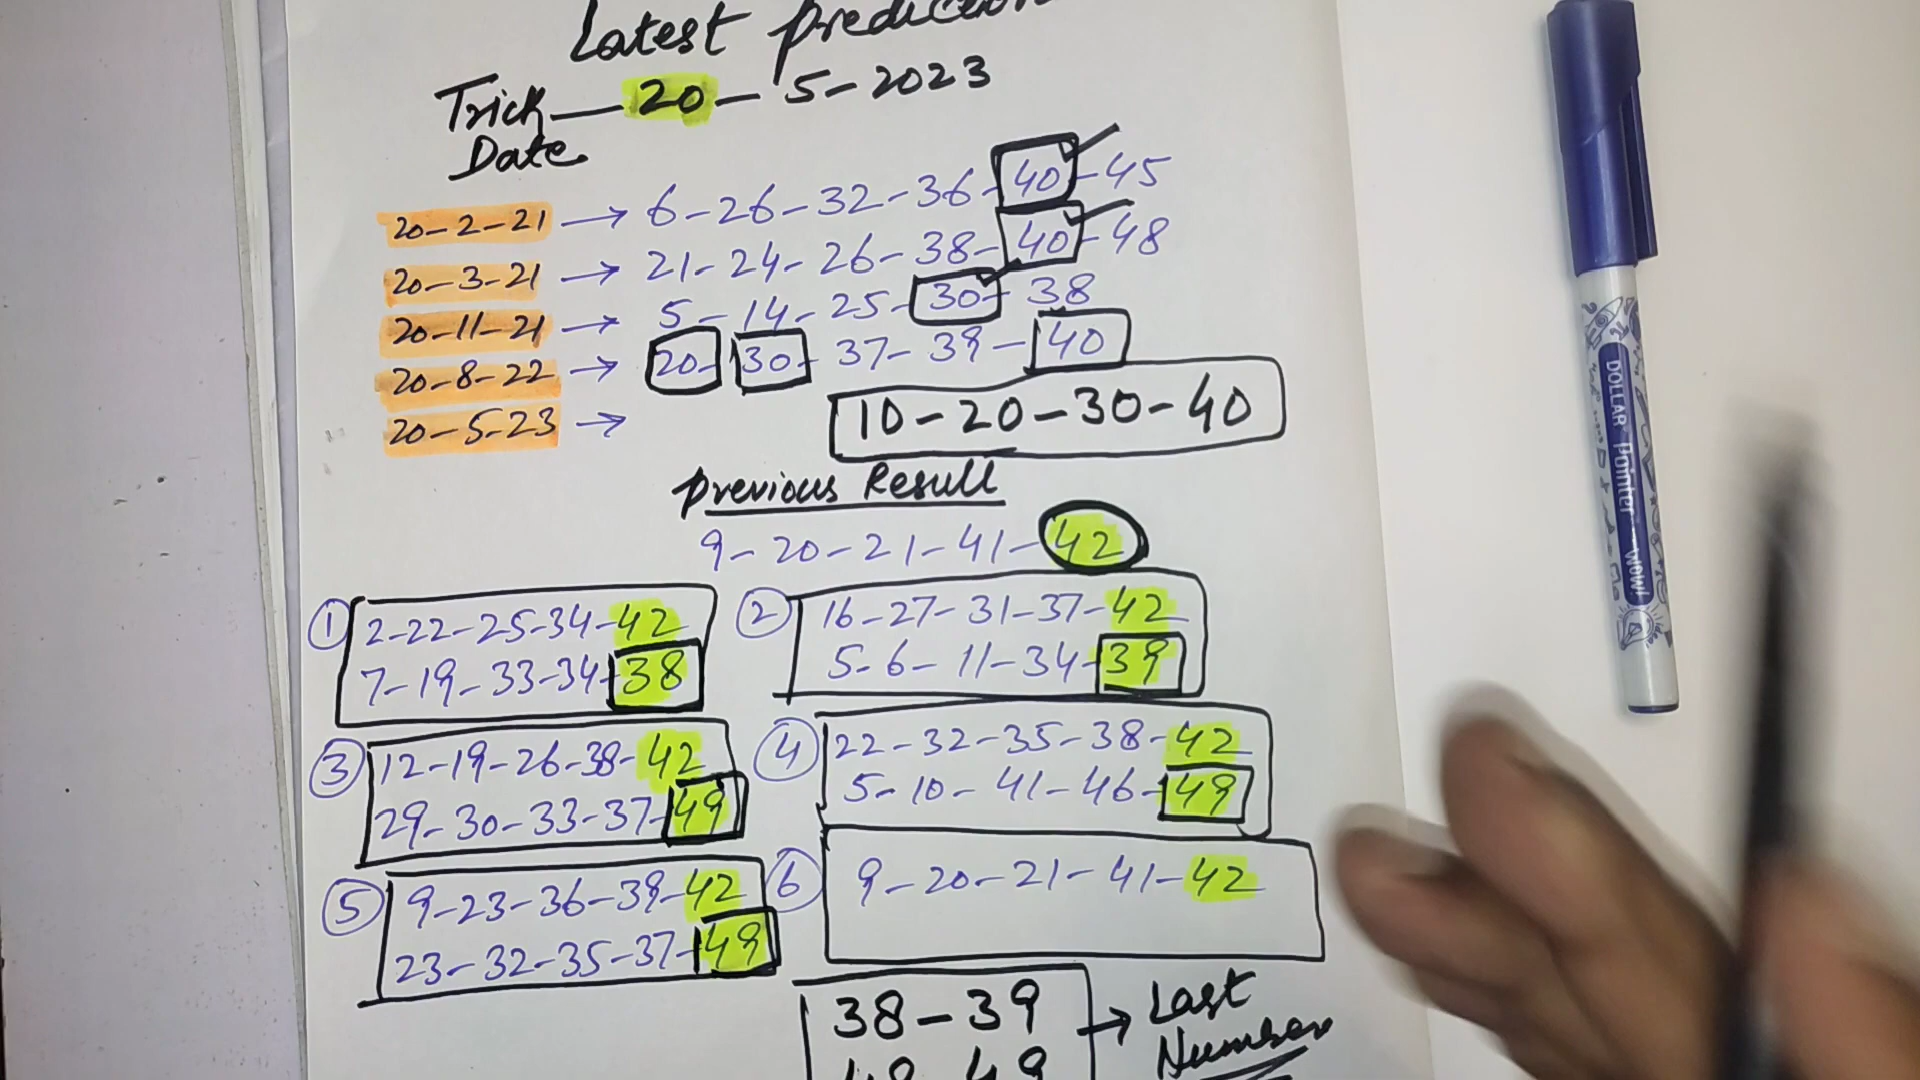 Latest Prediction
Trick — 20 — 5-2023
Date
20-2-21 → 6-26-32-36-40-45
20-3-21 → 21-24-26-38-40-48
20-11-21 → 5-14-25-30-38
20-8-22 → 20-30-37-39-40
20-5-23 →
10-20-30-40
Previous Result
9-20-21-41-42
1 2-22-25-34-42
7-19-33-34-38
2 16-27-31-37-42
5-6-11-34-39
3 12-19-26-38-42
29-30-33-37-49
4 22-32-35-38-42
5-10-41-46-49
5 9-23-36-39-42
23-32-35-37-49
6 9-20-21-41-42
38-39 → Last
Number
DOLLAR Pointer WOW